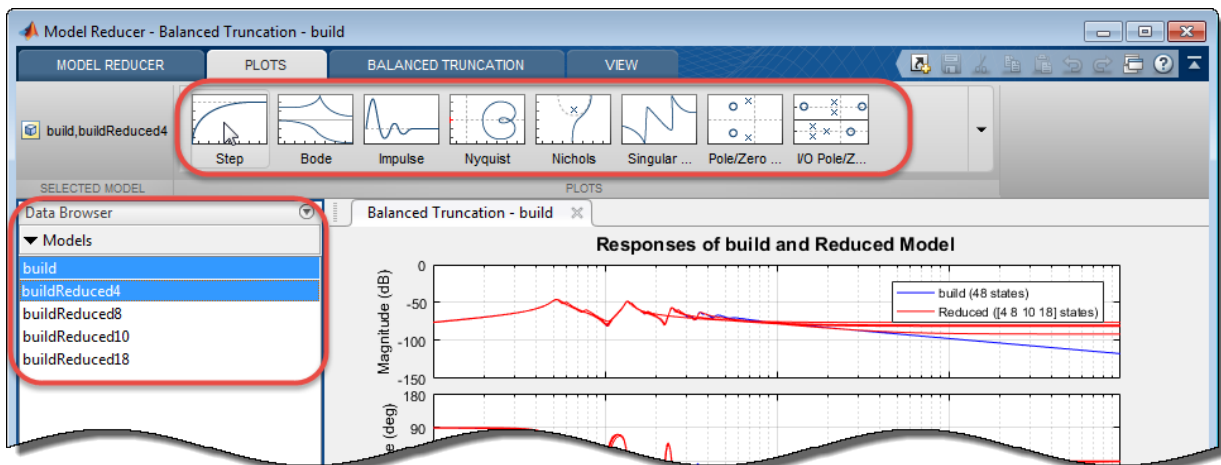 Model Reducer - Balanced Truncation - build
MODEL REDUCER PLOTS BALANCED TRUNCATION VIEW
build,buildReduced4
Step Bode Impulse Nyquist Nichols Singular ... Pole/Zero ... I/O Pole/Z...
SELECTED MODEL PLOTS
Data Browser
Balanced Truncation - build
Models
build
buildReduced4
buildReduced8
buildReduced10
buildReduced18
Responses of build and Reduced Model
Magnitude (dB)
0
-50
-100
-150
build (48 states)
Reduced ([4 8 10 18] states)
180
90
(deg)